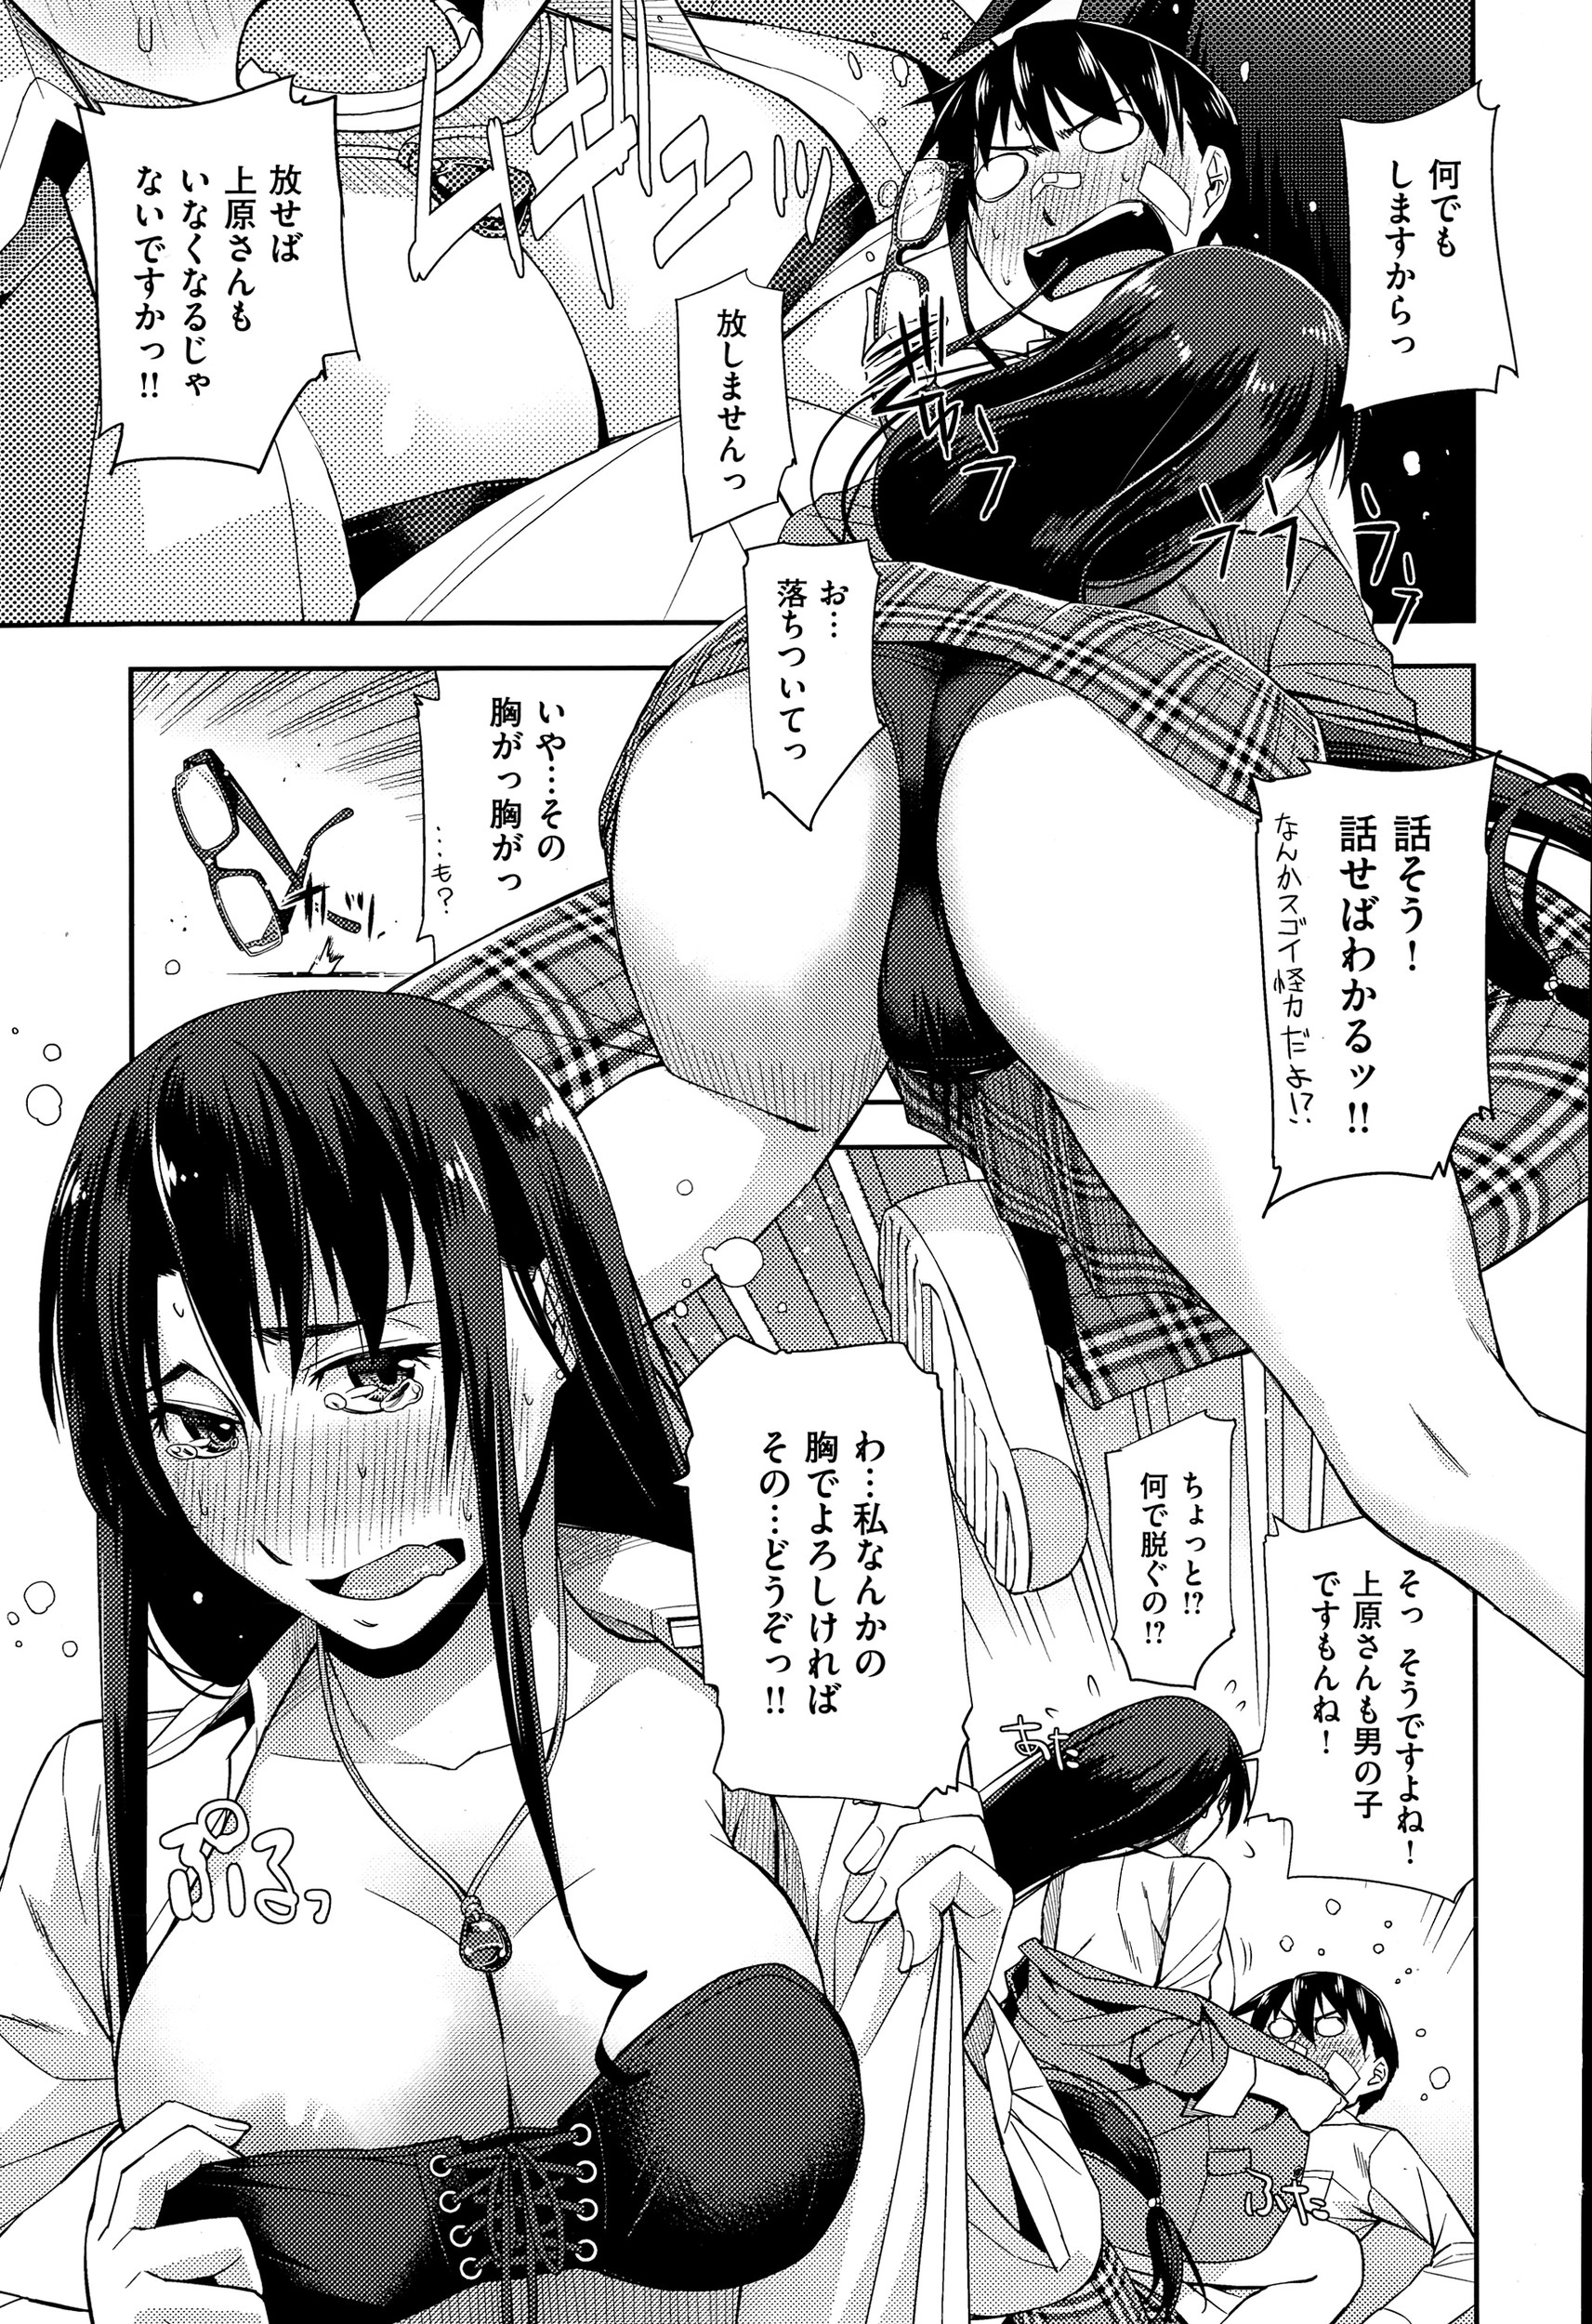 何でも
しますからっ
放しませんっ
放せば
上原さんも
いなくなるじゃ
ないですかっ!!
お…
落ちついてっ
話そう!
話せばわかるッ!!
なんかスゴイ怪力だよ!?
いや…その
胸がっ胸がっ
…も?
そっ そうですよね!
上原さんも男の子
ですもんね!
ちょっと!?
何で脱ぐの!?
あた
ふた
わ…私なんかの
胸でよろしければ
その…どうぞっ!!
ぷるっ